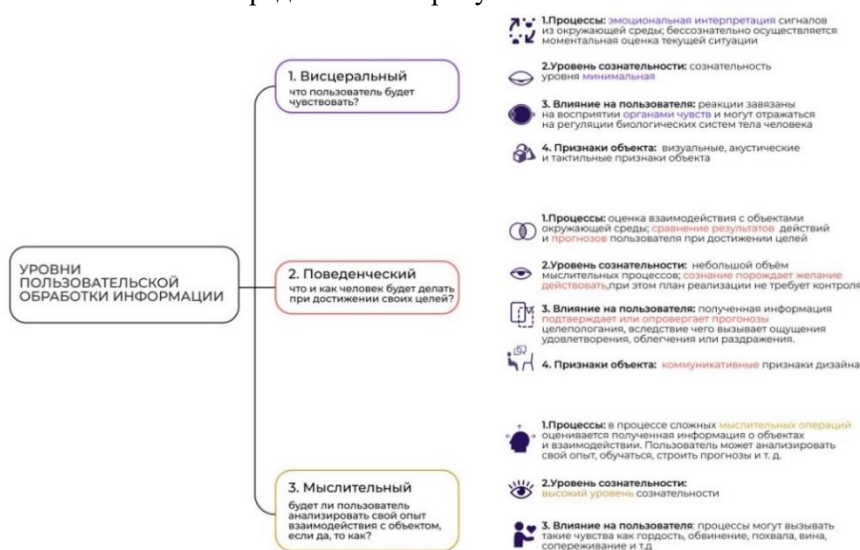 1.Процессы: эмоциональная интерпретация сигналов
из окружающей среды; бессознательно осуществляется
моментальная оценка текущей ситуации
1. Висцеральный
что пользователь будет
чувствовать?
2.Уровень сознательности: сознательность
уровня минимальная
3. Влияние на пользователя: реакции завязаны
на восприятии органами чувств и могут отражаться
на регуляции биологических систем тела человека
4. Признаки объекта: визуальные, акустические
и тактильные признаки объекта
УРОВНИ
ПОЛЬЗОВАТЕЛЬСКОЙ
ОБРАБОТКИ ИНФОРМАЦИИ
2. Поведенческий
что и как человек будет делать
при достижении своих целей?
1.Процессы: оценка взаимодействия с объектами
окружающей среды; сравнение результатов действий
и прогнозов пользователя при достижении целей
2.Уровень сознательности: небольшой объём
мыслительных процессов; сознание порождает желание
действовать,при этом план реализации не требует контроля
3. Влияние на пользователя: полученная информация
подтверждает или опровергает прогонозы
целепологания, вследствие чего вызывает ощущения
удовлетворения, облегчения или раздражения.
4. Признаки объекта: коммуникативные признаки дизайна
3. Мыслительный
будет ли пользователь
анализировать свой опыт
взаимодействия с объектом,
если да, то как?
1.Процессы: в процессе сложных мыслительных операций
оценивается полученная информация о объектах
и взаимодействии. Пользователь может анализировать
свой опыт, обучаться, строить прогнозы и т. д.
2.Уровень сознательности:
высокий уровень сознательности
3. Влияние на пользователя: процессы могут вызывать
такие чувства как гордость, обвинение, похвала, вина,
сопереживание и т.д